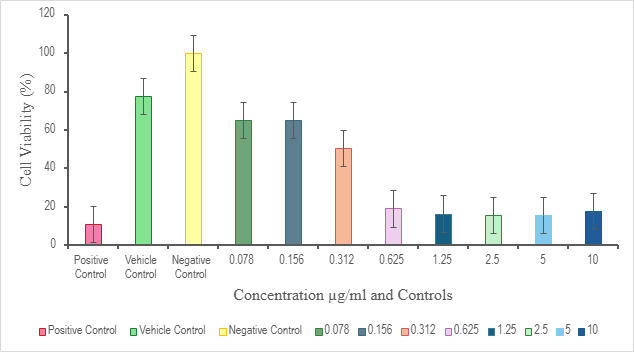 120
100
80
60
40
20
0
Cell Viability (%)
Positive Control
Vehicle Control
Negative Control
0.078
0.156
0.312
0.625
1.25
2.5
5
10
Concentration µg/ml and Controls
Positive Control Vehicle Control Negative Control 0.078 0.156 0.312 0.625 1.25 2.5 5 10